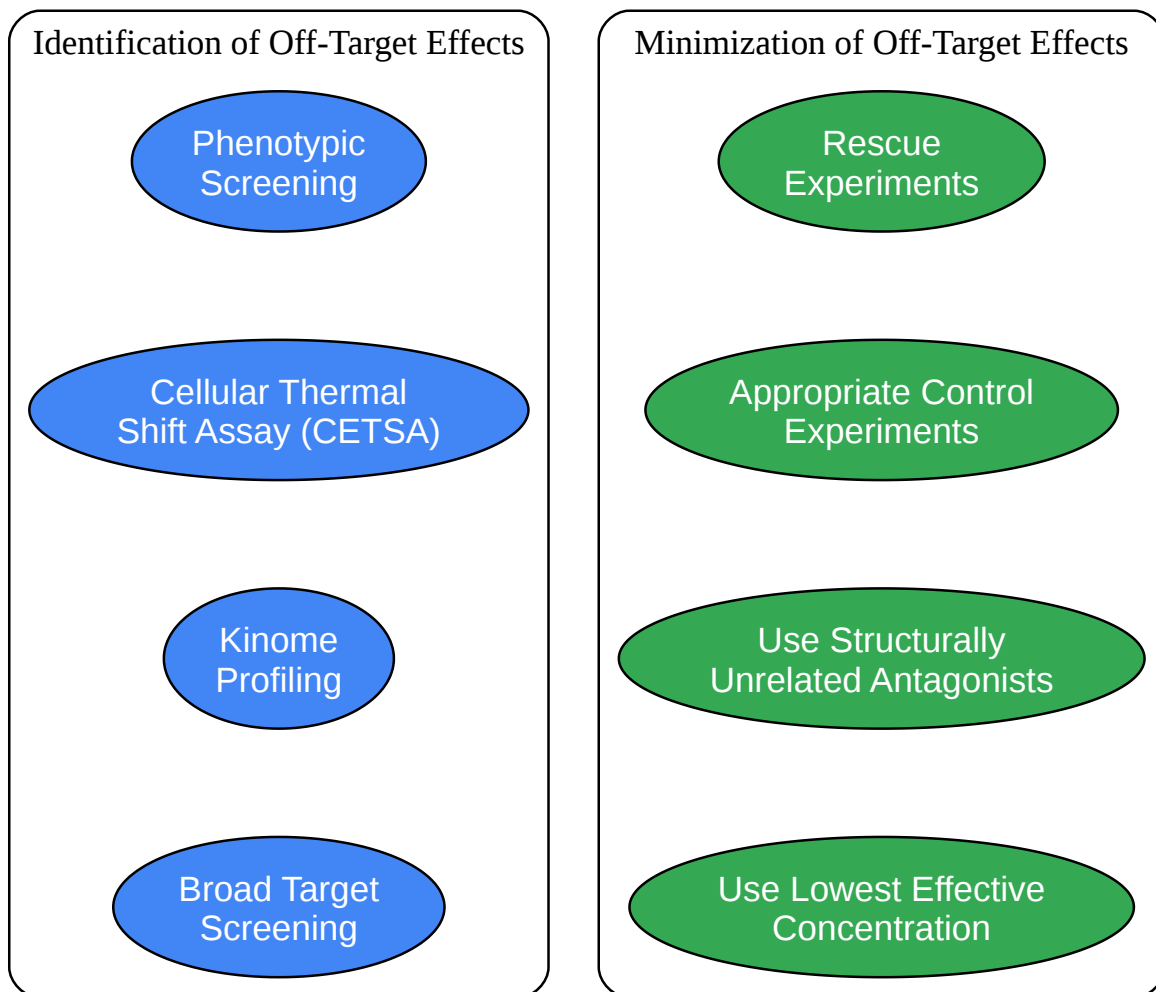 Identification of Off-Target Effects
Phenotypic
Screening
Cellular Thermal
Shift Assay (CETSA)
Kinome
Profiling
Broad Target
Screening
Minimization of Off-Target Effects
Rescue
Experiments
Appropriate Control
Experiments
Use Structurally
Unrelated Antagonists
Use Lowest Effective
Concentration